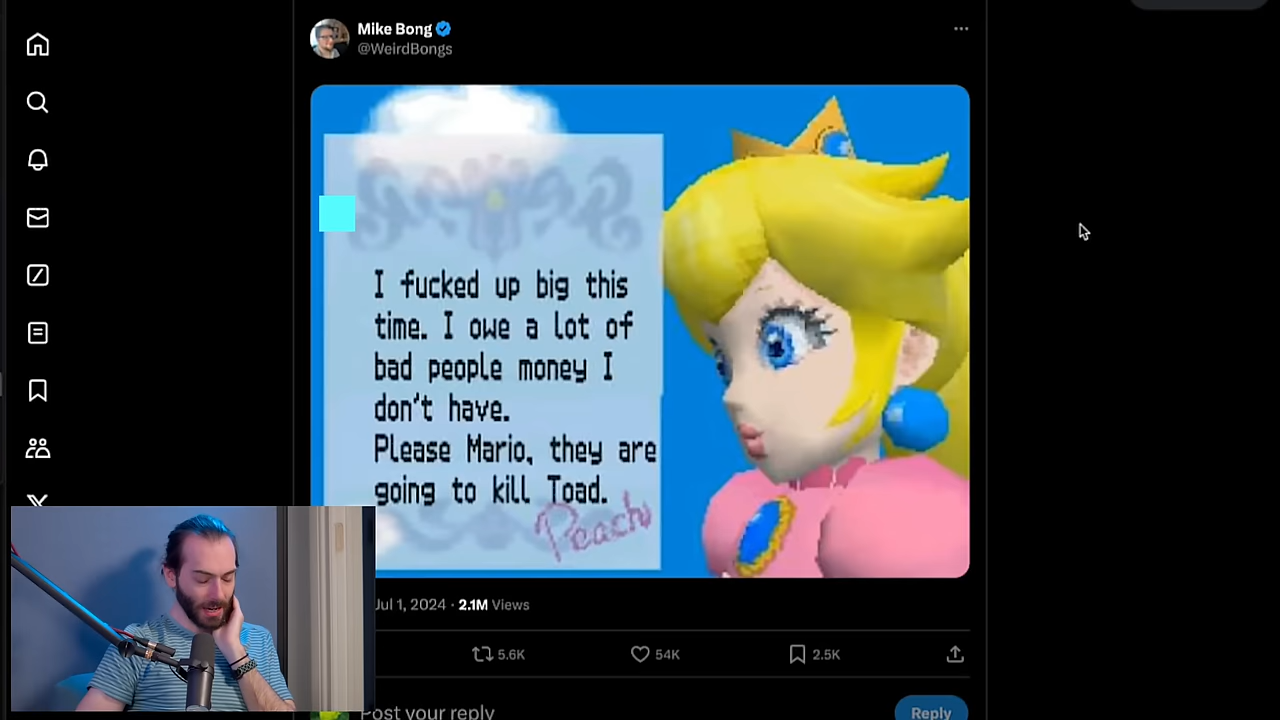 Mike Bong
@WeirdBongs
I fucked up big this
time. I owe a lot of
bad people money I
don't have.
Please Mario, they are
going to kill Toad.
Peach
Jul 1, 2024 · 2.1M Views
5.6K 54K 2.5K
Post your reply
Reply